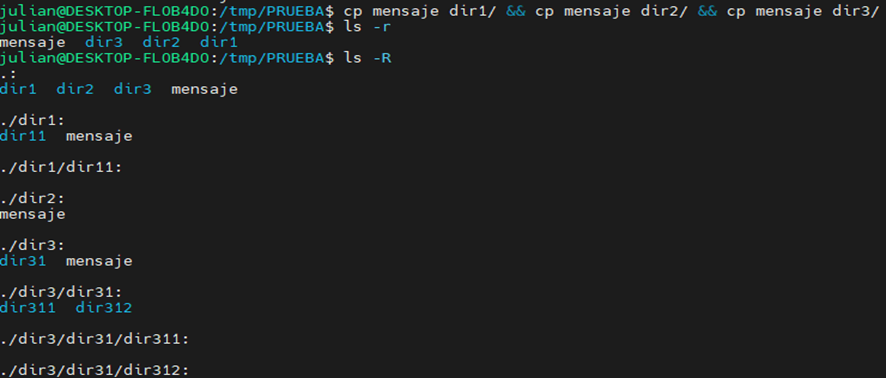 julian@DESKTOP-FLOB4DO:/tmp/PRUEBA$ cp mensaje dir1/ && cp mensaje dir2/ && cp mensaje dir3/
julian@DESKTOP-FLOB4DO:/tmp/PRUEBA$ ls -r
mensaje  dir3  dir2  dir1
julian@DESKTOP-FLOB4DO:/tmp/PRUEBA$ ls -R
.:
dir1  dir2  dir3  mensaje

./dir1:
dir11  mensaje

./dir1/dir11:

./dir2:
mensaje

./dir3:
dir31  mensaje

./dir3/dir31:
dir311  dir312

./dir3/dir31/dir311:

./dir3/dir31/dir312: